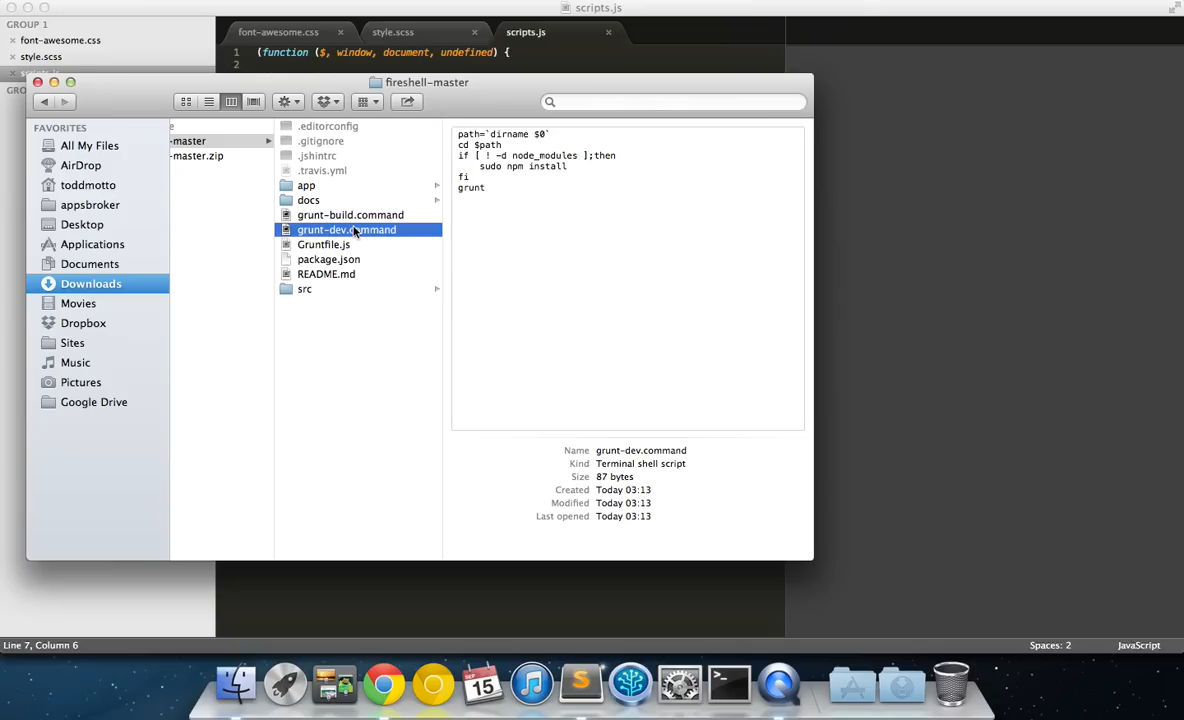 scripts.js
GROUP 1
font-awesome.css
style.scss
font-awesome.css
style.scss
scripts.js
1 (function ($, window, document, undefined) {
2
fireshell-master
FAVORITES
All My Files
AirDrop
toddmotto
appsbroker
Desktop
Applications
Documents
Downloads
Movies
Dropbox
Sites
Music
Pictures
Google Drive
e
-master
-master.zip
.editorconfig
.gitignore
.jshintrc
.travis.yml
app
docs
grunt-build.command
grunt-dev.command
Gruntfile.js
package.json
README.md
src
path=`dirname $0`
cd $path
if [ ! -d node_modules ];then
sudo npm install
fi
grunt
Name grunt-dev.command
Kind Terminal shell script
Size 87 bytes
Created Today 03:13
Modified Today 03:13
Last opened Today 03:13
Line 7, Column 6
Spaces: 2
JavaScript
SEP
15